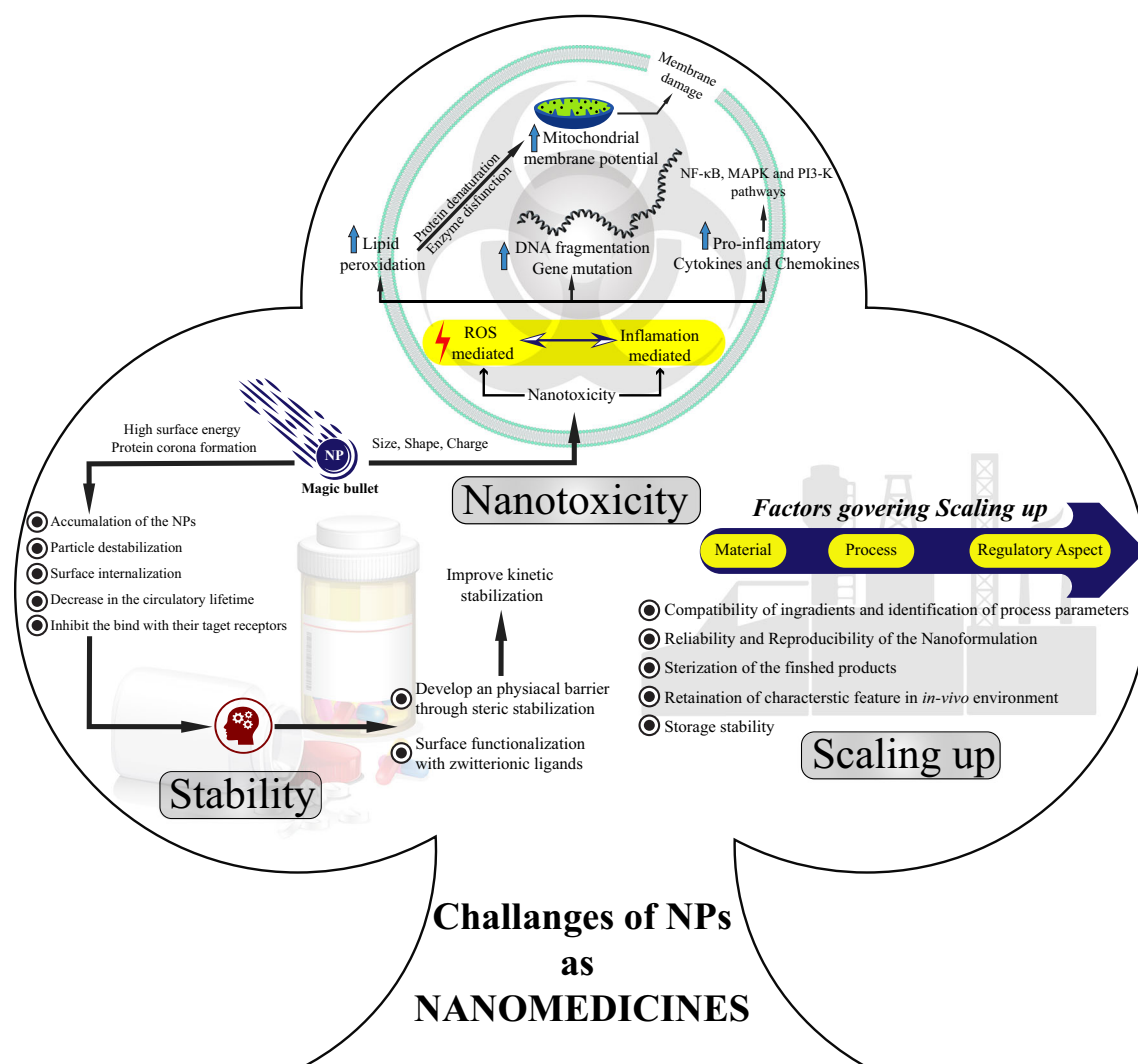 Membrane
damage
Mitochondrial
membrane potential
Protein denaturation
Enzyme disfunction
NF-κB, MAPK and PI3-K
pathways
Lipid
peroxidation
DNA fragmentation
Gene mutation
Pro-inflamatory
Cytokines and Chemokines
ROS
mediated
Inflamation
mediated
Nanotoxicity
High surface energy
Protein corona formation
NP
Magic bullet
Size, Shape, Charge
Nanotoxicity
Accumalation of the NPs
Particle destabilization
Surface internalization
Decrease in the circulatory lifetime
Inhibit the bind with their taget receptors
Improve kinetic
stabilization
Develop an physiacal barrier
through steric stabilization
Surface functionalization
with zwitterionic ligands
Stability
Factors govering Scaling up
Material
Process
Regulatory Aspect
Compatibility of ingradients and identification of process parameters
Reliability and Reproducibility of the Nanoformulation
Sterization of the finshed products
Retaination of characterstic feature in in-vivo environment
Storage stability
Scaling up
Challanges of NPs
as
NANOMEDICINES